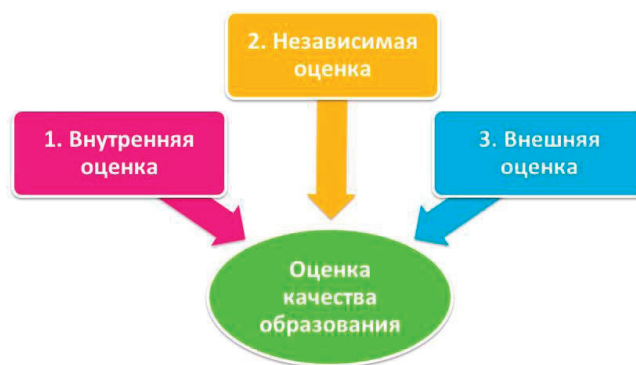 2. Независимая
оценка
1. Внутренняя
оценка
3. Внешняя
оценка
Оценка
качества
образования